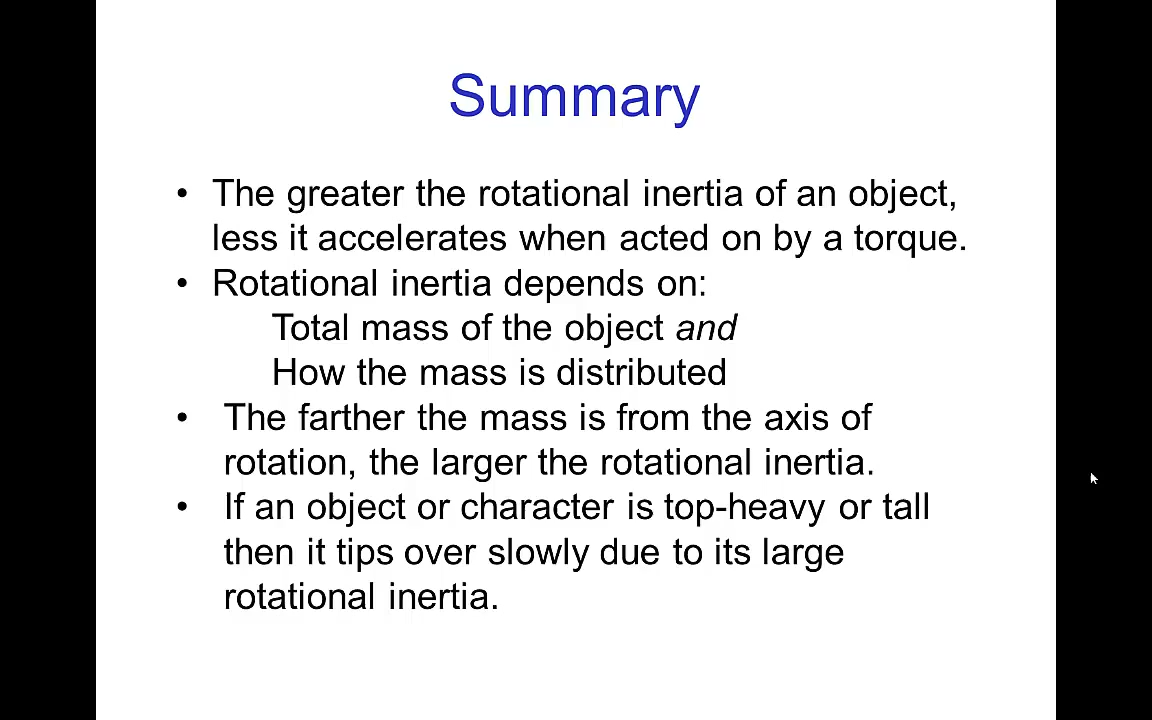 Summary
• The greater the rotational inertia of an object,
less it accelerates when acted on by a torque.
• Rotational inertia depends on:
Total mass of the object and
How the mass is distributed
• The farther the mass is from the axis of
rotation, the larger the rotational inertia.
• If an object or character is top-heavy or tall
then it tips over slowly due to its large
rotational inertia.